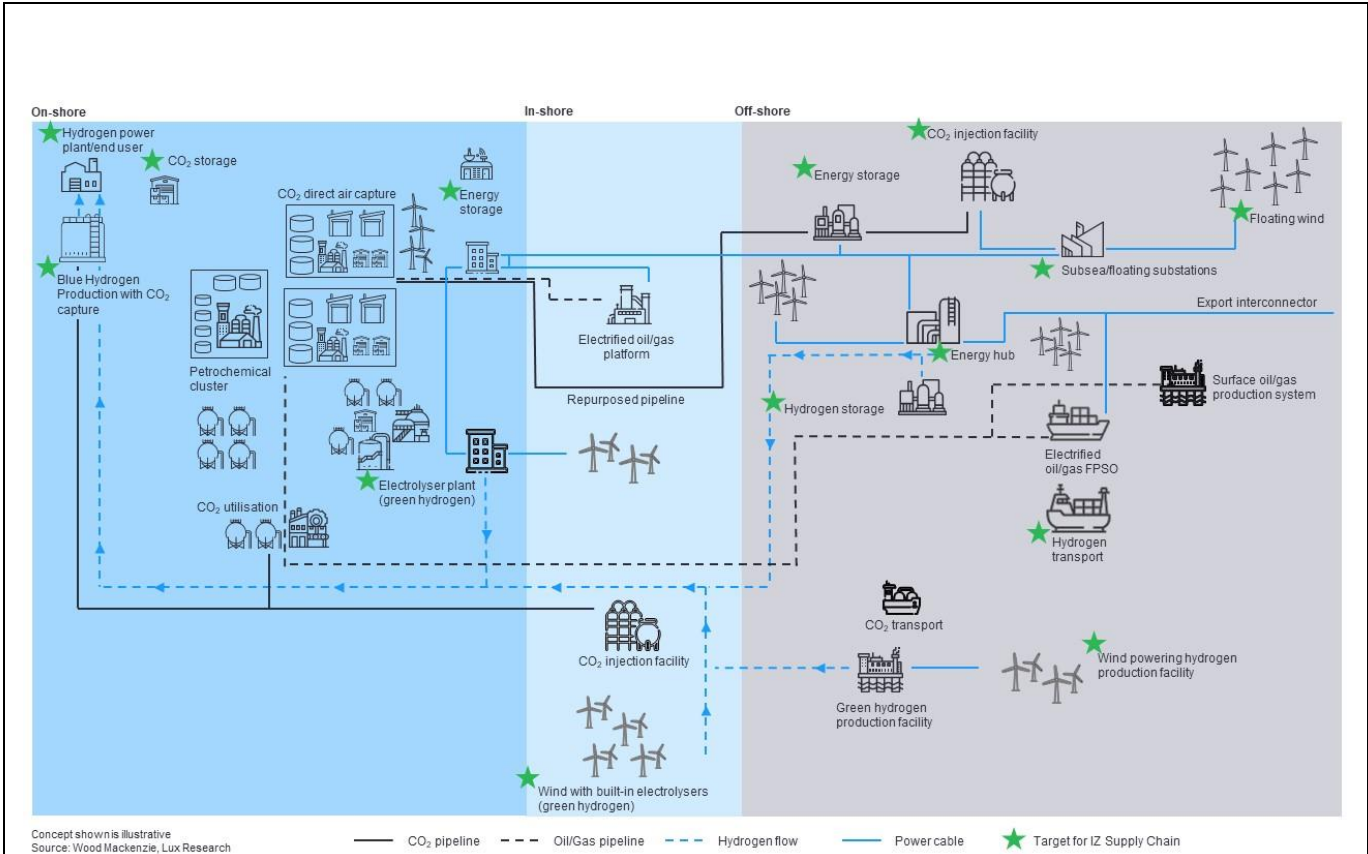 On-shore
In-shore
Off-shore
Hydrogen power
plant/end user
CO₂ storage
CO₂ direct air capture
Energy
storage
Blue Hydrogen
Production with CO₂
capture
Petrochemical
cluster
Electrolyser plant
(green hydrogen)
CO₂ utilisation
Electrified oil/gas
platform
Repurposed pipeline
CO₂ injection facility
Wind with built-in electrolysers
(green hydrogen)
CO₂ injection facility
Energy storage
Floating wind
Subsea/floating substations
Export interconnector
Energy hub
Hydrogen storage
Surface oil/gas
production system
Electrified
oil/gas FPSO
Hydrogen
transport
CO₂ transport
Wind powering hydrogen
production facility
Green hydrogen
production facility
Concept shown is illustrative
Source: Wood Mackenzie, Lux Research
CO₂ pipeline
Oil/Gas pipeline
Hydrogen flow
Power cable
Target for IZ Supply Chain